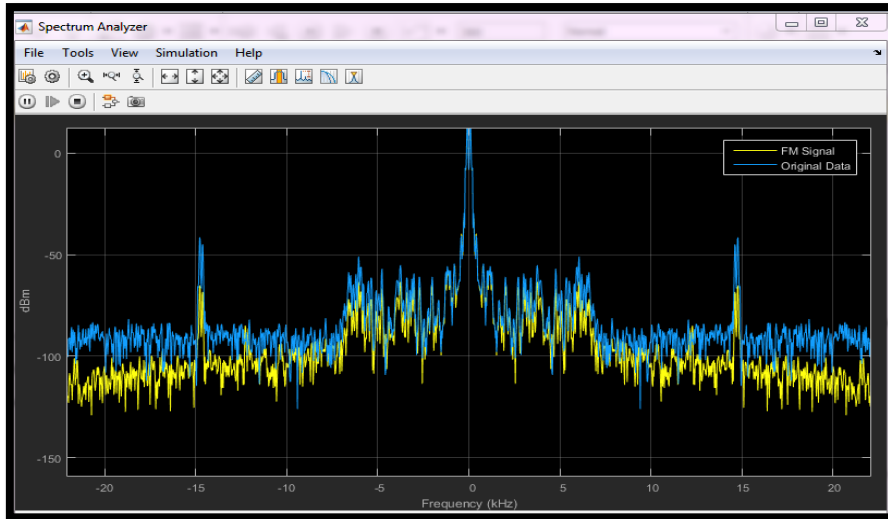 Spectrum Analyzer
File Tools View Simulation Help
FM Signal
Original Data
0
-50
-100
-150
dBm
-20 -15 -10 -5 0 5 10 15 20
Frequency (kHz)